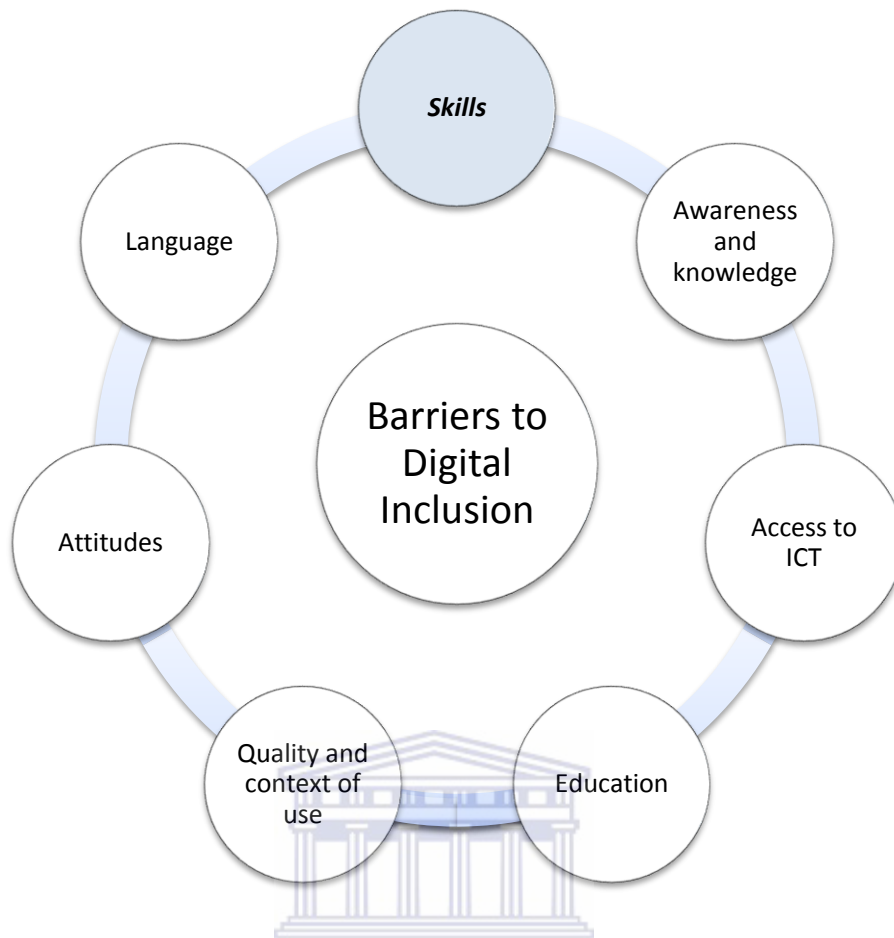 Skills
Awareness
and
knowledge
Language
Barriers to
Digital
Inclusion
Access to
ICT
Attitudes
Quality and
context of
use
Education